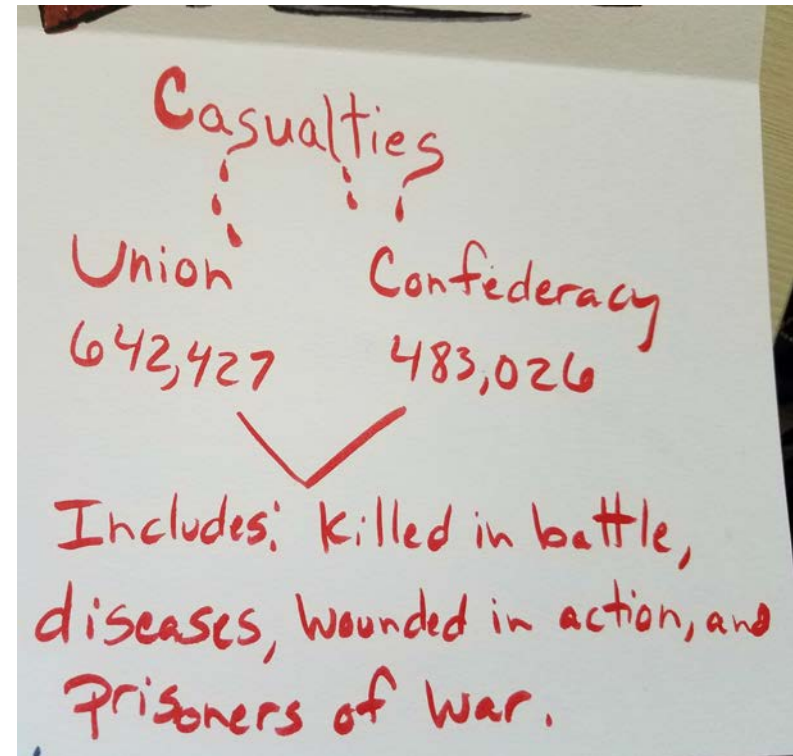 Casualties
Union Confederacy
642,427 483,026
Includes: killed in battle,
diseases, wounded in action, and
Prisoners of war.